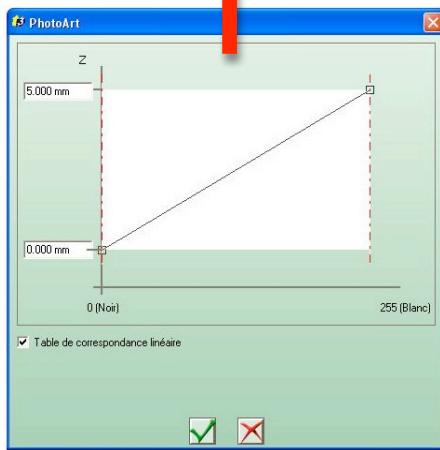 PhotoArt
Z
5.000 mm
0.000 mm
0 (Noir)
255 (Blanc)
Table de correspondance linéaire